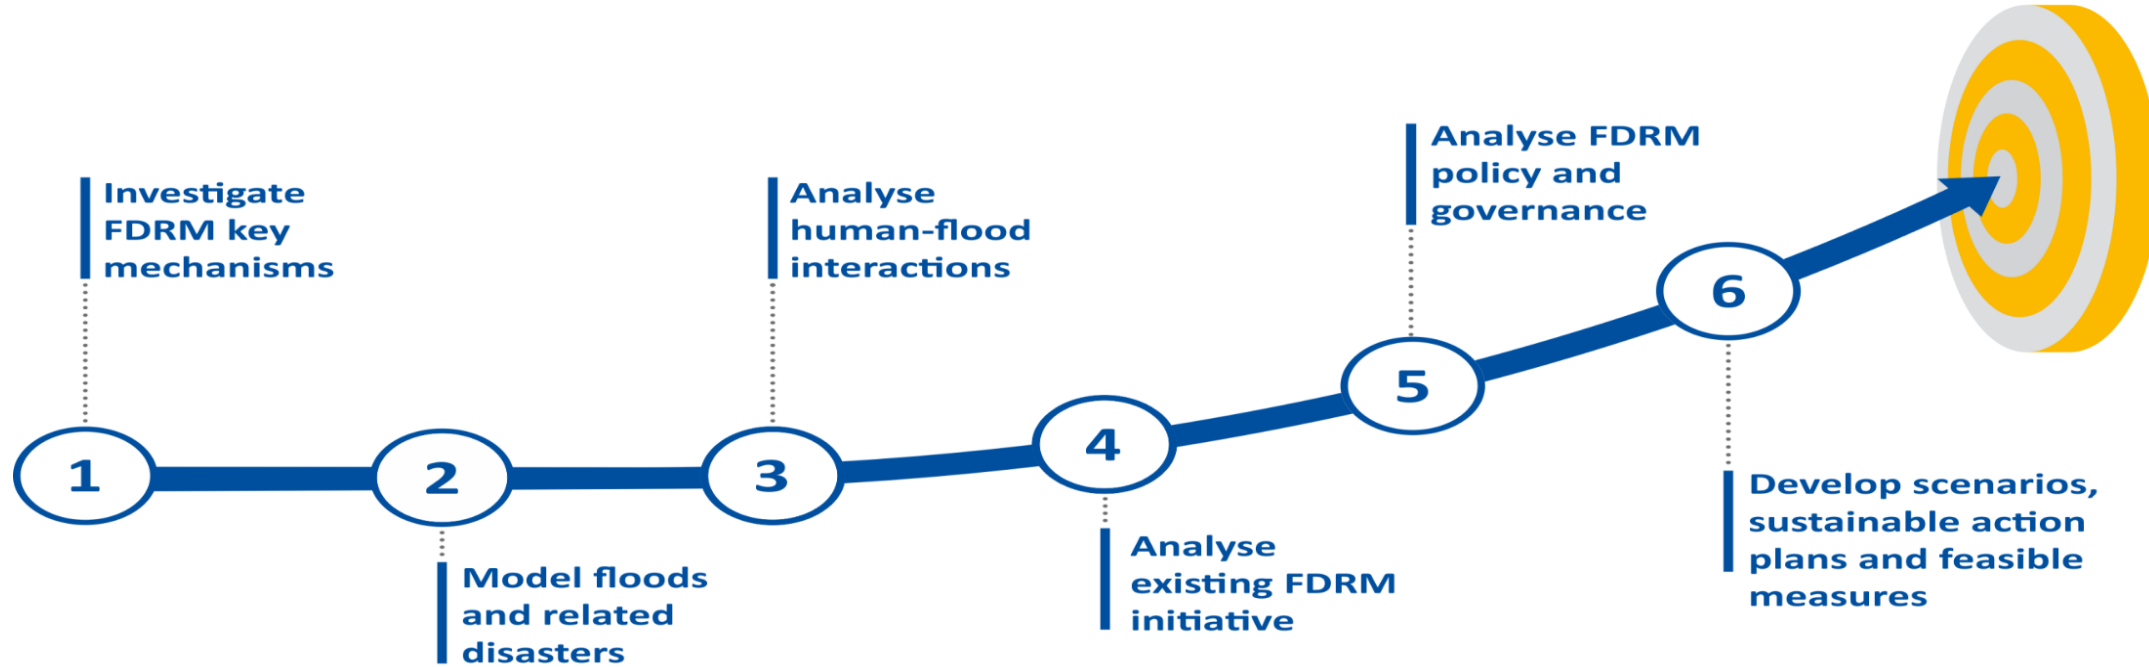 1
Investigate
FDRM key
mechanisms
2
Model floods
and related
disasters
3
Analyse
human-flood
interactions
4
Analyse
existing FDRM
initiative
5
Analyse FDRM
policy and
governance
6
Develop scenarios,
sustainable action
plans and feasible
measures